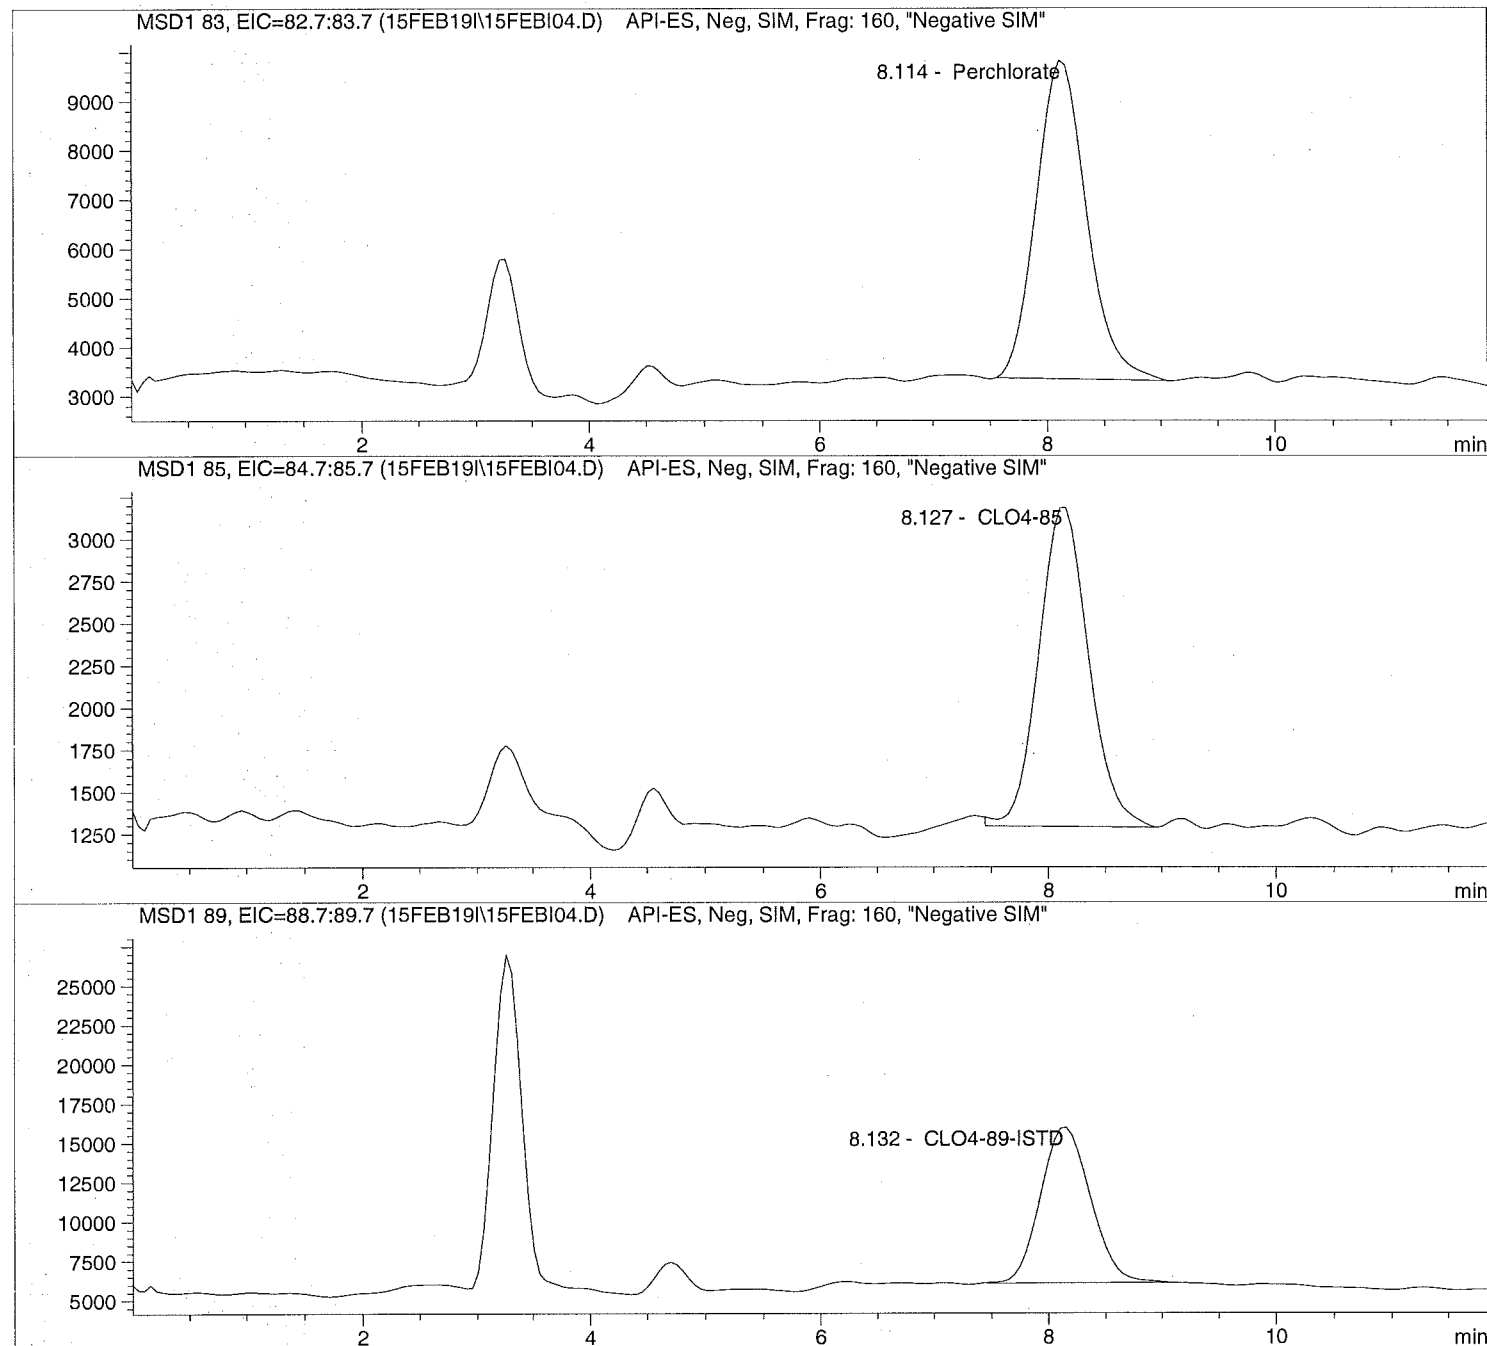 MSD1 83, EIC=82.7:83.7 (15FEB19I\15FEBI04.D) API-ES, Neg, SIM, Frag: 160, "Negative SIM"
8.114 - Perchlorate
9000
8000
7000
6000
5000
4000
3000
2 4 6 8 10 min
MSD1 85, EIC=84.7:85.7 (15FEB19I\15FEBI04.D) API-ES, Neg, SIM, Frag: 160, "Negative SIM"
8.127 - CLO4-85
3000
2750
2500
2250
2000
1750
1500
1250
2 4 6 8 10 min
MSD1 89, EIC=88.7:89.7 (15FEB19I\15FEBI04.D) API-ES, Neg, SIM, Frag: 160, "Negative SIM"
25000
22500
20000
17500
15000
8.132 - CLO4-89-ISTD
12500
10000
7500
5000
2 4 6 8 10 min